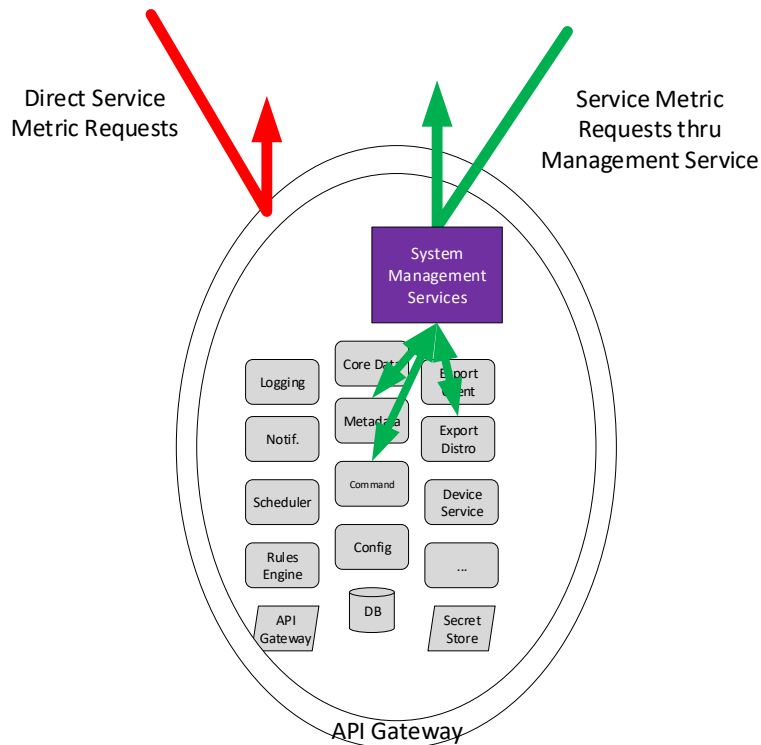 Direct Service
Metric Requests
Service Metric
Requests thru
Management Service
System
Management
Services
Core Data
Logging
Export
Client
Metadata
Notif.
Export
Distro
Command
Scheduler
Device
Service
Config
Rules
Engine
...
DB
API
Gateway
Secret
Store
API Gateway